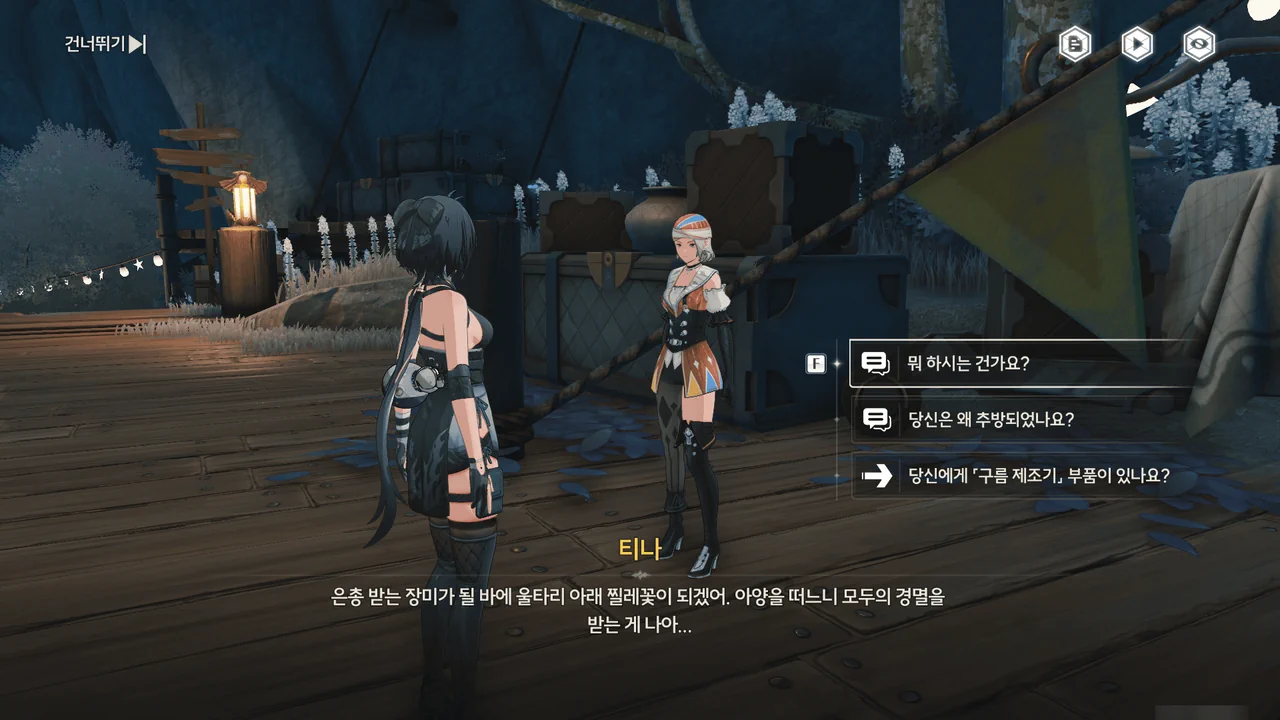 건너뛰기
F
뭐 하시는 건가요?
당신은 왜 추방되었나요?
당신에게 「구름 제조기」 부품이 있나요?
티나
은총 받는 장미가 될 바에 울타리 아래 찔레꽃이 되겠어. 아양을 떠느니 모두의 경멸을
받는 게 나아...